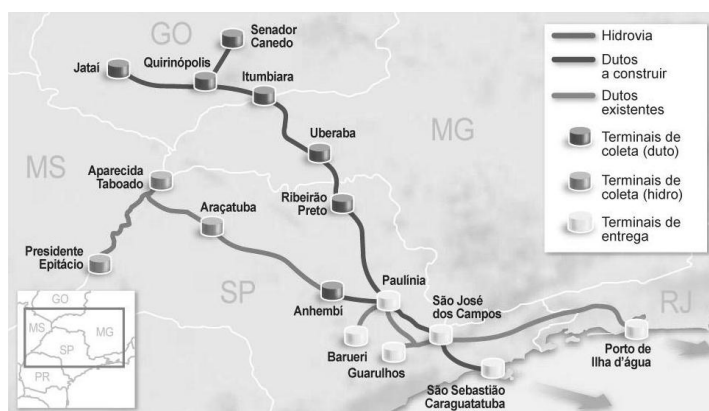 GO
Senador
Canedo
Jataí
Quirinópolis
Itumbiara
Uberaba
MG
MS
Aparecida
Taboado
Ribeirão
Preto
Araçatuba
Presidente
Epitácio
SP
Anhembi
Paulínia
São José
dos Campos
RJ
Barueri
Guarulhos
São Sebastião
Caraguatatuba
Porto de
Ilha d'água
Hidrovia
Dutos
a construir
Dutos
existentes
Terminais de
coleta (duto)
Terminais de
coleta (hidro)
Terminais de
entrega
GO
MS
MG
SP
PR